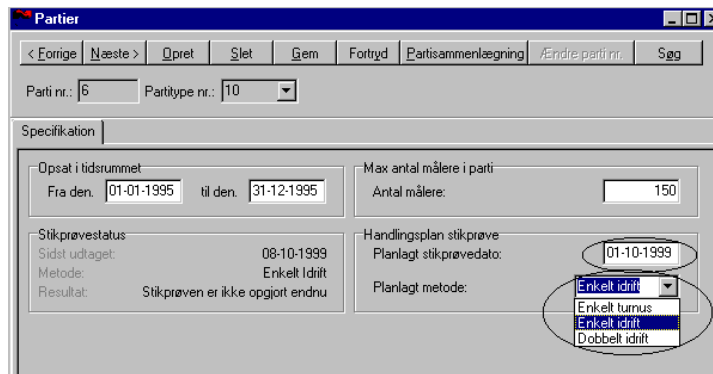 Partier
< Forrige Næste > Opret Slet Gem Fortryd Partisammenlægning Ændre parti nr. Søg
Parti nr.: 6 Partitype nr.: 10
Specifikation
Opsat i tidsrummet
Fra den. 01-01-1995 til den. 31-12-1995
Max antal målere i parti
Antal målere: 150
Stikprøvestatus
Sidst udtaget: 08-10-1999
Metode: Enkelt Idrift
Resultat: Stikprøven er ikke opgjort endnu
Handlingsplan stikprøve
Planlagt stikprøvedato: 01-10-1999
Planlagt metode: Enkelt idrift
Enkelt turnus
Enkelt idrift
Dobbelt idrift